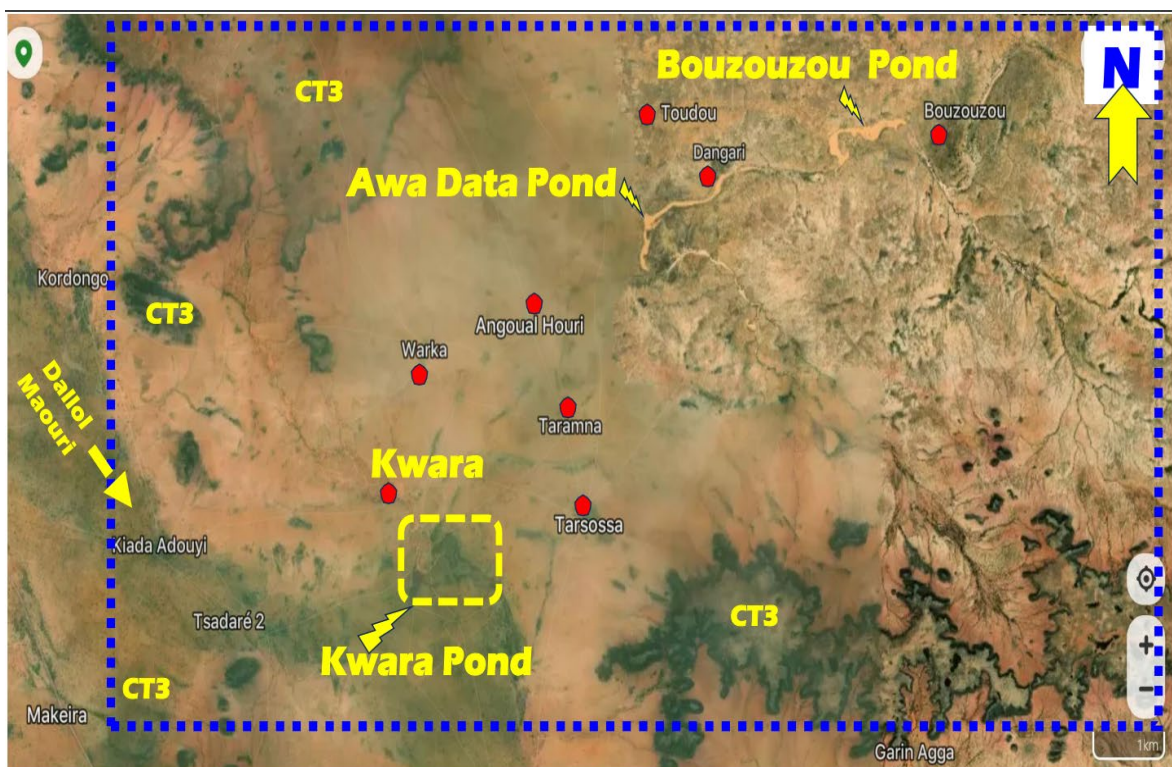 CT3
Bouzouzou Pond
N
Toudou
Bouzouzou
Dangari
Awa Data Pond
Kordongo
CT3
Angoual Houri
Warka
Dallol
Maouri
Taramna
Kwara
Tarsossa
Kiada Adouyi
Tsadaré 2
CT3
Kwara Pond
CT3
Makeira
Garin Agga
+
−
1km